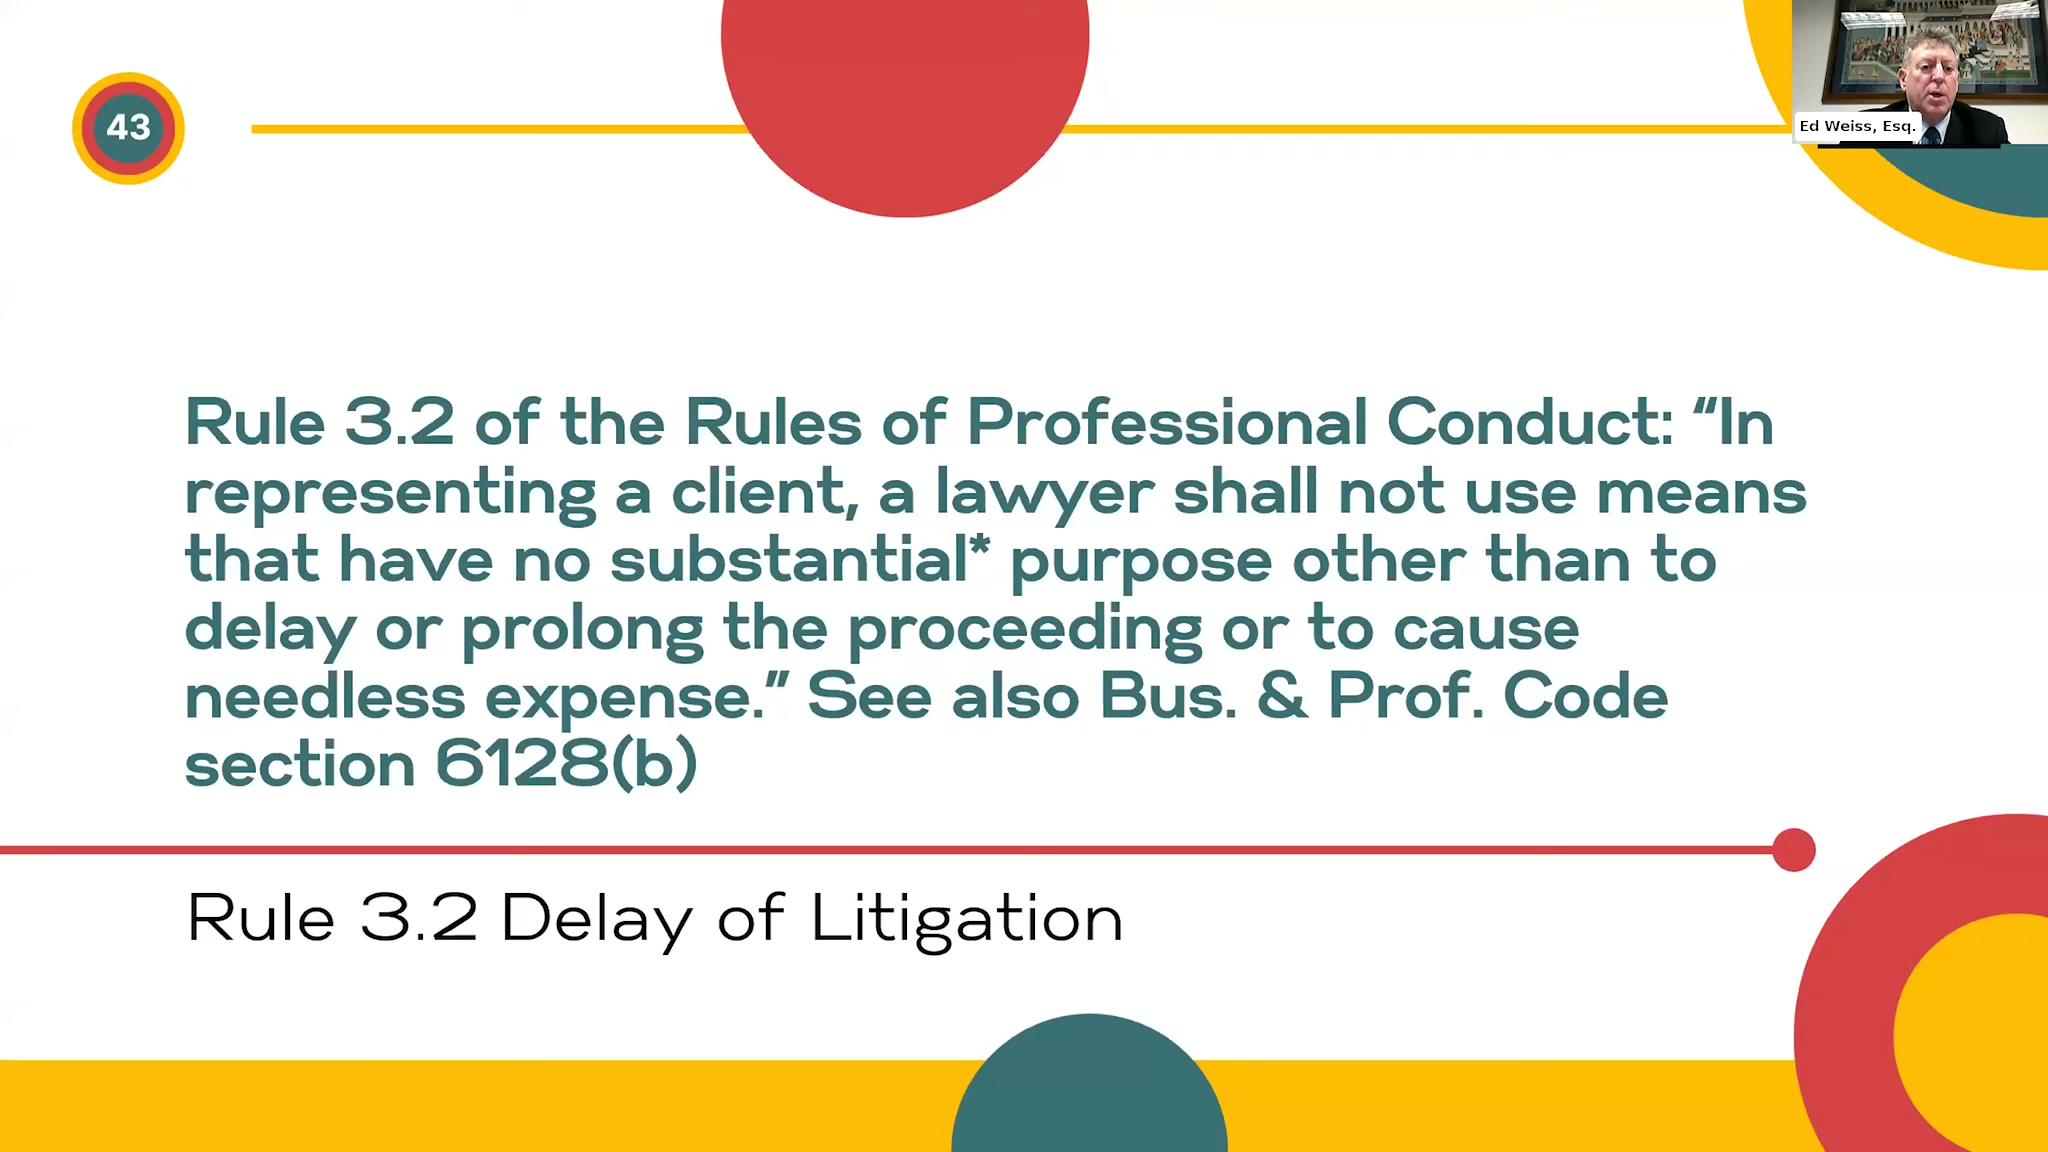 43
Ed Weiss, Esq.
Rule 3.2 of the Rules of Professional Conduct: “In
representing a client, a lawyer shall not use means
that have no substantial* purpose other than to
delay or prolong the proceeding or to cause
needless expense.” See also Bus. & Prof. Code
section 6128(b)
Rule 3.2 Delay of Litigation